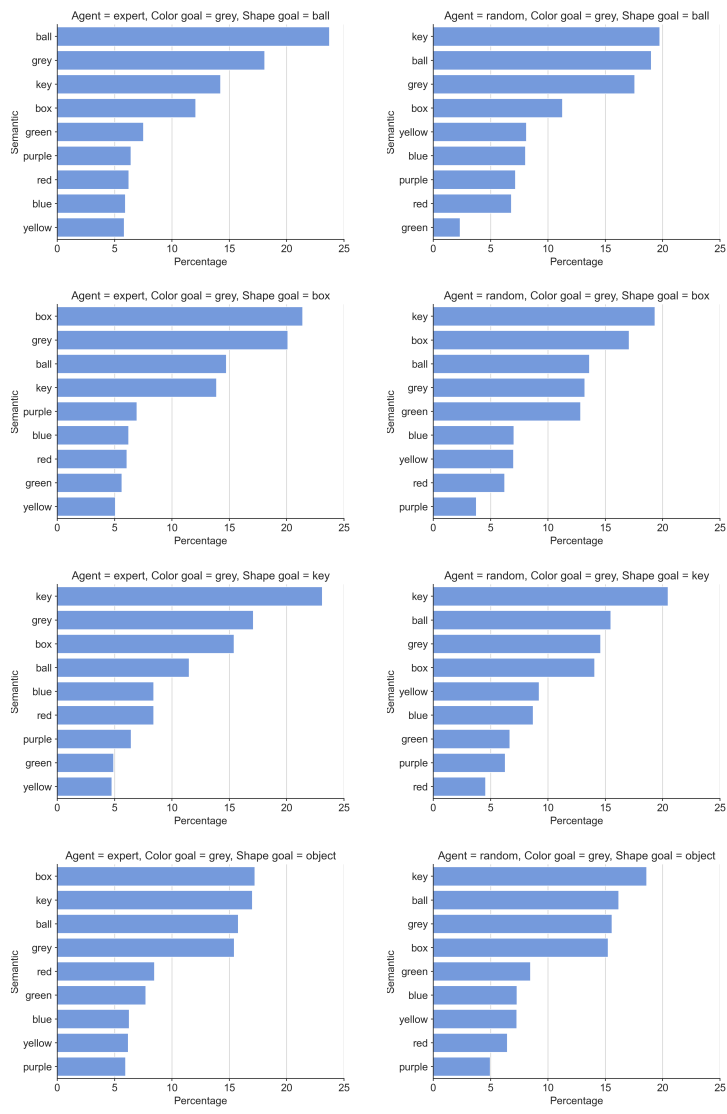 Agent = expert, Color goal = grey, Shape goal = ball
Semantic
ball
grey
key
box
green
purple
red
blue
yellow
0 5 10 15 20 25
Percentage
Agent = random, Color goal = grey, Shape goal = ball
Semantic
key
ball
grey
box
yellow
blue
purple
red
green
0 5 10 15 20 25
Percentage
Agent = expert, Color goal = grey, Shape goal = box
Semantic
box
grey
ball
key
purple
blue
red
green
yellow
0 5 10 15 20 25
Percentage
Agent = random, Color goal = grey, Shape goal = box
Semantic
key
box
ball
grey
green
blue
yellow
red
purple
0 5 10 15 20 25
Percentage
Agent = expert, Color goal = grey, Shape goal = key
Semantic
key
grey
box
ball
blue
red
purple
green
yellow
0 5 10 15 20 25
Percentage
Agent = random, Color goal = grey, Shape goal = key
Semantic
key
ball
grey
box
yellow
blue
green
purple
red
0 5 10 15 20 25
Percentage
Agent = expert, Color goal = grey, Shape goal = object
Semantic
box
key
ball
grey
red
green
blue
yellow
purple
0 5 10 15 20 25
Percentage
Agent = random, Color goal = grey, Shape goal = object
Semantic
key
ball
grey
box
green
blue
yellow
red
purple
0 5 10 15 20 25
Percentage